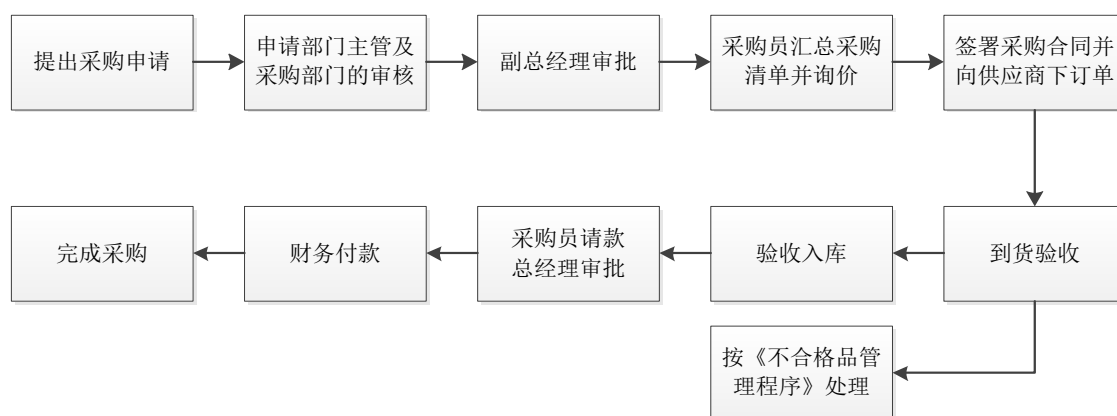 提出采购申请
申请部门主管及
采购部门的审核
副总经理审批
采购员汇总采购
清单并询价
签署采购合同并
向供应商下订单
到货验收
验收入库
采购员请款
总经理审批
财务付款
完成采购
按《不合格品管
理程序》处理